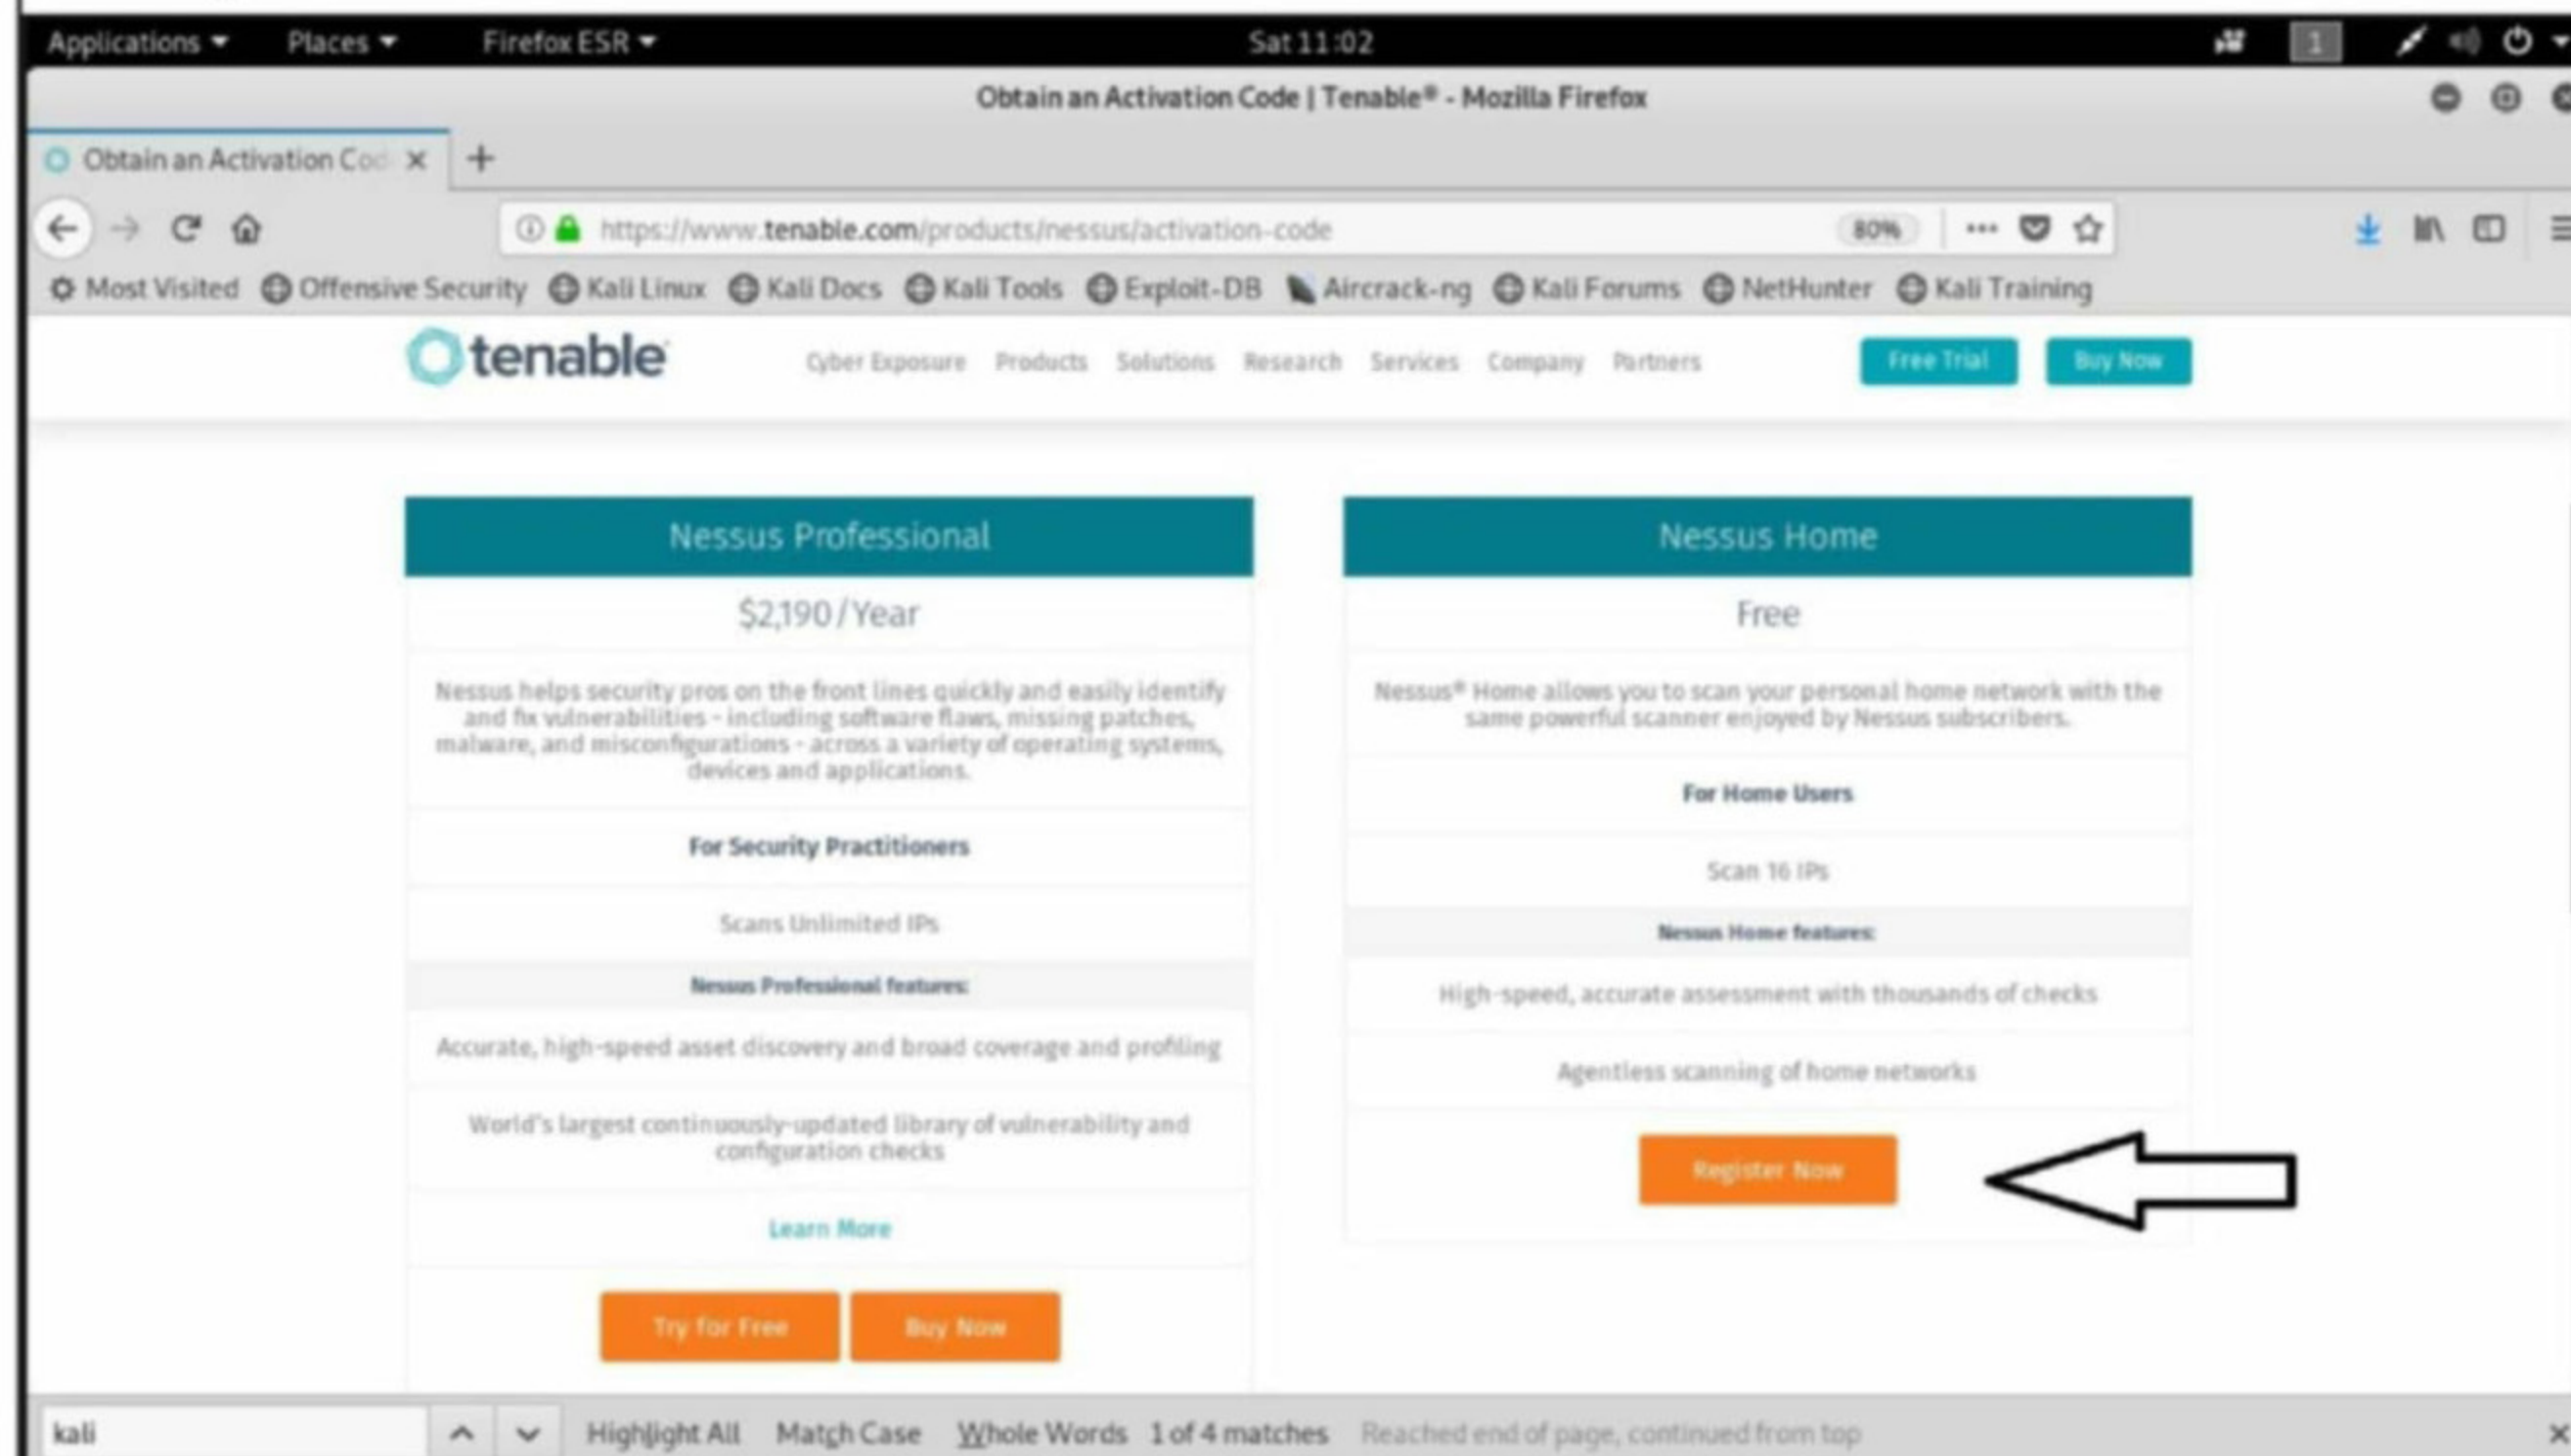 Applications Places Firefox ESR Sat 11:02 1
Obtain an Activation Code | Tenable® - Mozilla Firefox
Obtain an Activation Cod
https://www.tenable.com/products/nessus/activation-code 80%
Most Visited Offensive Security Kali Linux Kali Docs Kali Tools Exploit-DB Aircrack-ng Kali Forums NetHunter Kali Training
tenable Cyber Exposure Products Solutions Research Services Company Partners Free Trial Buy Now
Nessus Professional
$2,190/Year
Nessus helps security pros on the front lines quickly and easily identify
and fix vulnerabilities - including software flaws, missing patches,
malware, and misconfigurations - across a variety of operating systems,
devices and applications.
For Security Practitioners
Scans Unlimited IPs
Nessus Professional features:
Accurate, high-speed asset discovery and broad coverage and profiling
World's largest continuously-updated library of vulnerability and
configuration checks
Learn More
Try for Free Buy Now
Nessus Home
Free
Nessus® Home allows you to scan your personal home network with the
same powerful scanner enjoyed by Nessus subscribers.
For Home Users
Scan 16 IPs
Nessus Home features:
High-speed, accurate assessment with thousands of checks
Agentless scanning of home networks
Register Now
kali Highlight All Match Case Whole Words 1 of 4 matches Reached end of page, continued from top